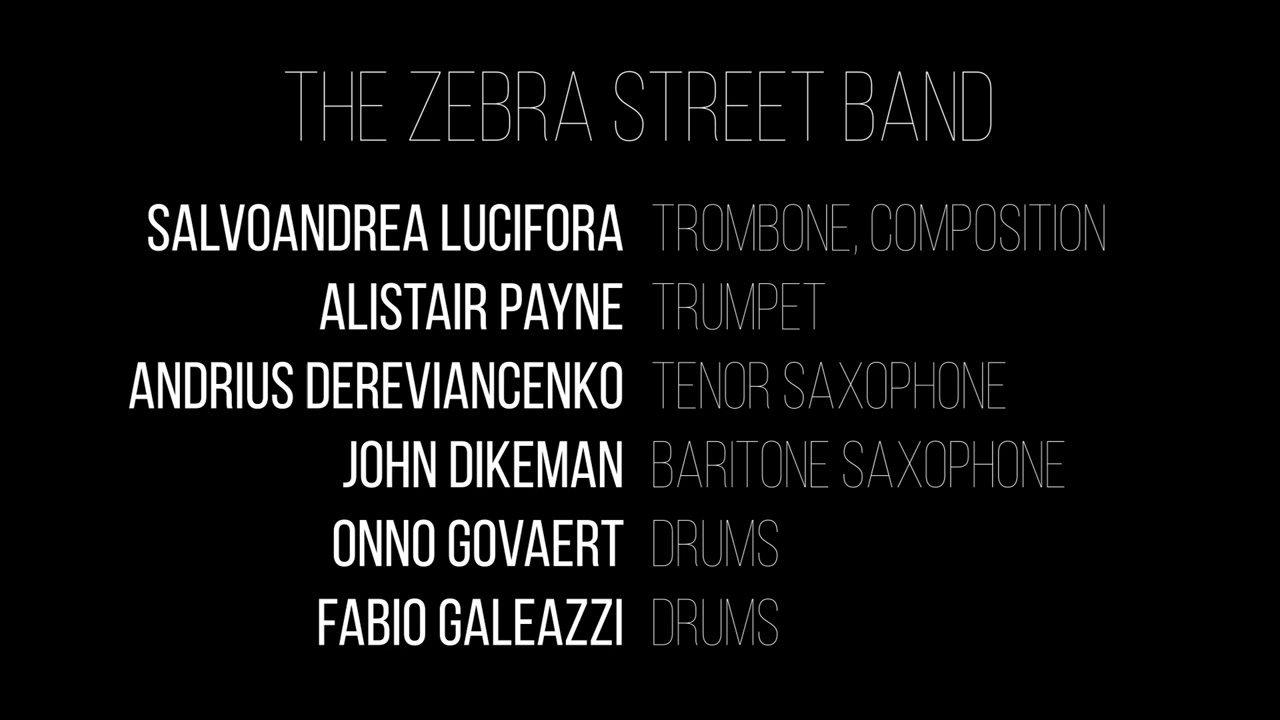 THE ZEBRA STREET BAND
SALVOANDREA LUCIFORA TROMBONE, COMPOSITION
ALISTAIR PAYNE TRUMPET
ANDRIUS DEREVIANCENKO TENOR SAXOPHONE
JOHN DIKEMAN BARITONE SAXOPHONE
ONNO GOVAERT DRUMS
FABIO GALEAZZI DRUMS